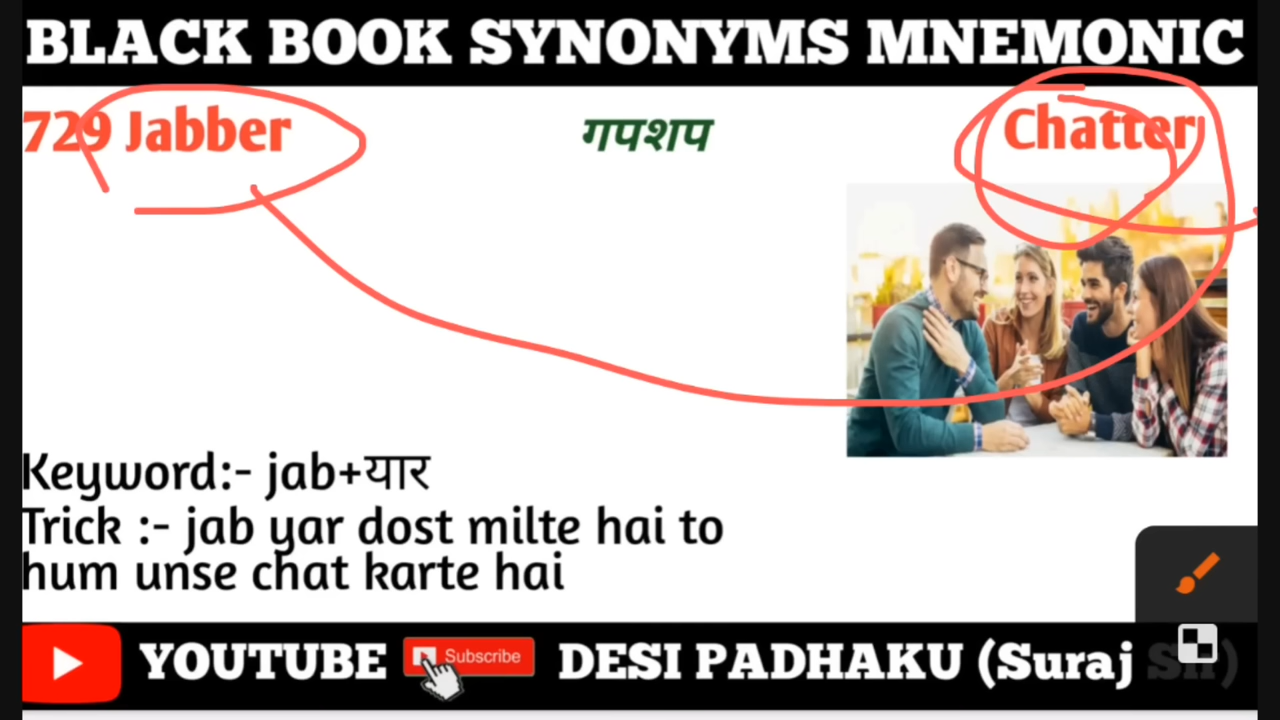 BLACK BOOK SYNONYMS MNEMONIC
729 Jabber गपशप Chatter
Keyword:- jab+यार
Trick :- jab yar dost milte hai to
hum unse chat karte hai
YOUTUBE Subscribe DESI PADHAKU (Suraj